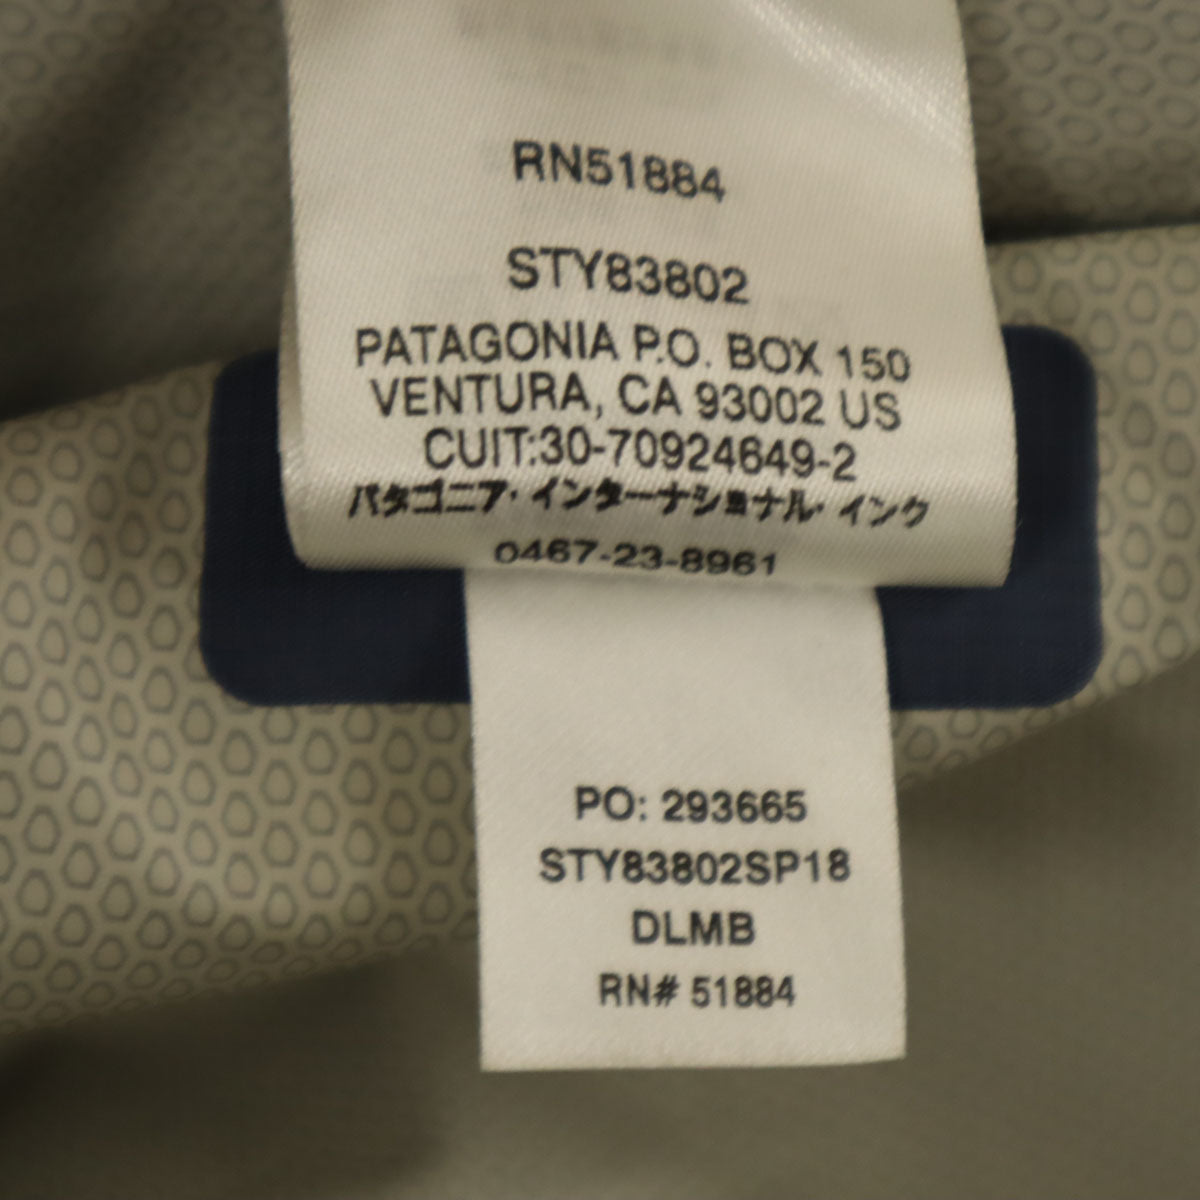 RN51884
STY83802
PATAGONIA P.O. BOX 150
VENTURA, CA 93002 US
CUIT:30-70924649-2
パタゴニア・インターナショナル・インク
0467-23-8961
PO: 293665
STY83802SP18
DLMB
RN# 51884